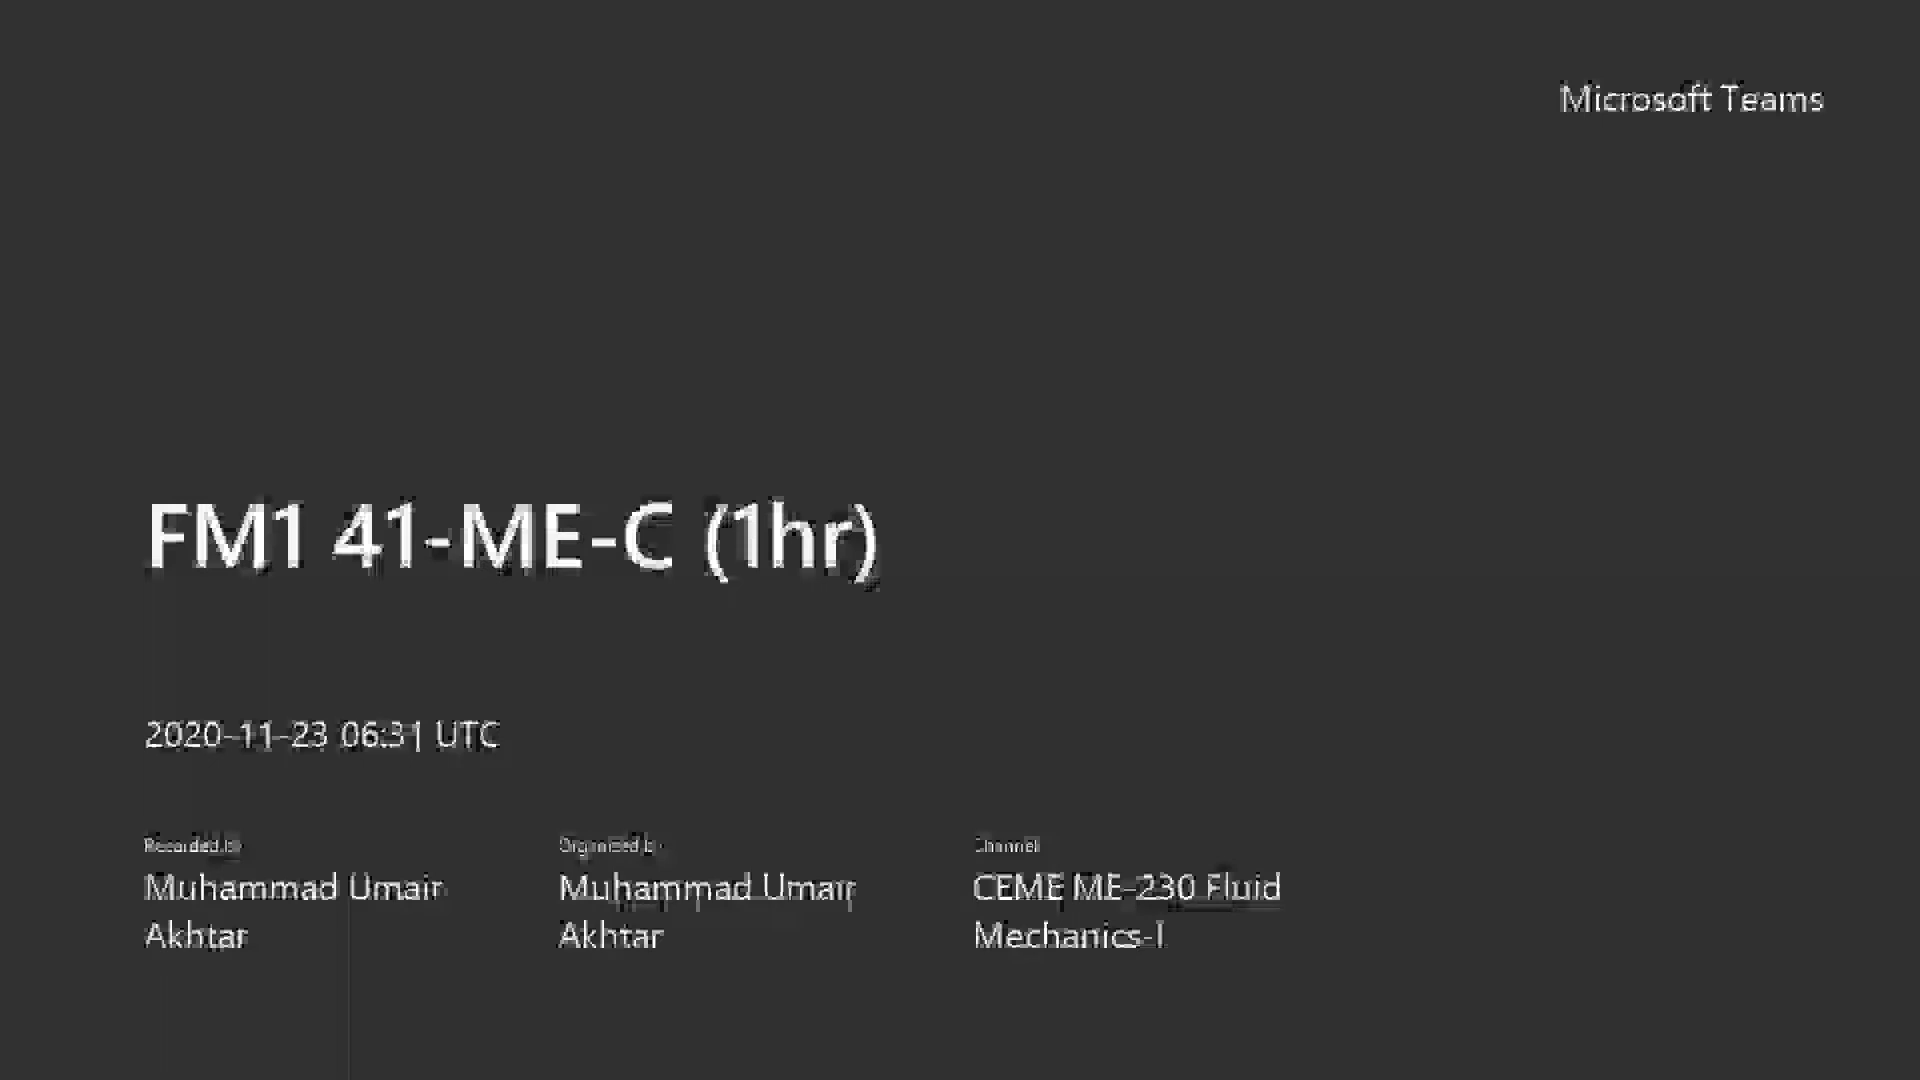 Microsoft Teams
FM1 41-ME-C (1hr)
2020-11-23 06:31 UTC
Recorded by
Organized by
Channel
Muhammad Umair
Muhammad Umair
CEME ME-230 Fluid
Akhtar
Akhtar
Mechanics-I